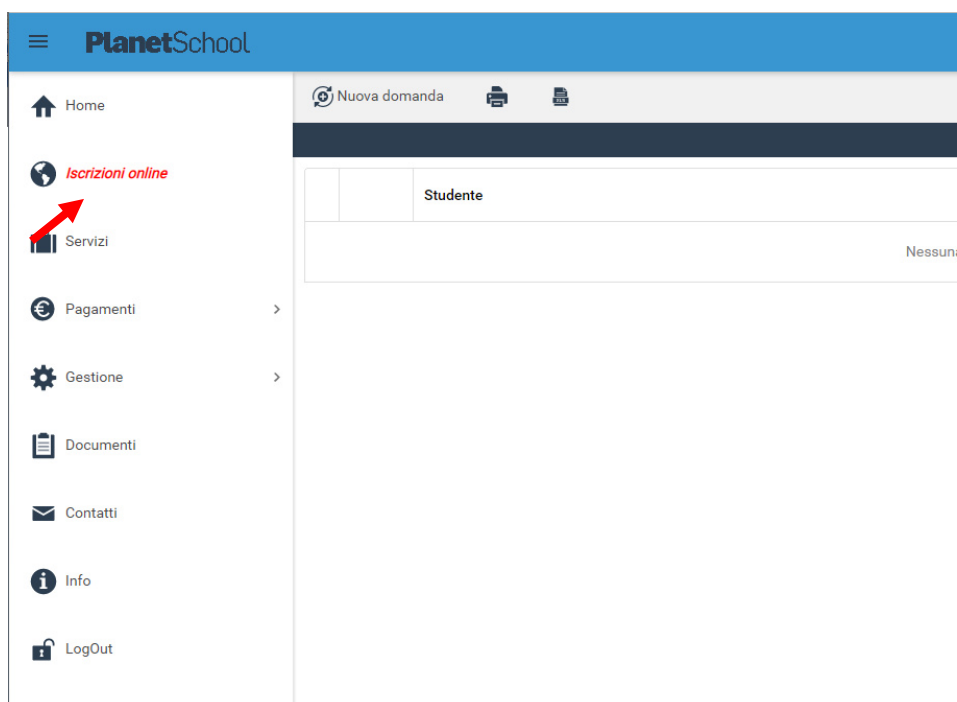 PlanetSchool
Home
Nuova domanda
Iscrizioni online
Studente
Servizi
Pagamenti
Gestione
Documenti
Contatti
Info
LogOut